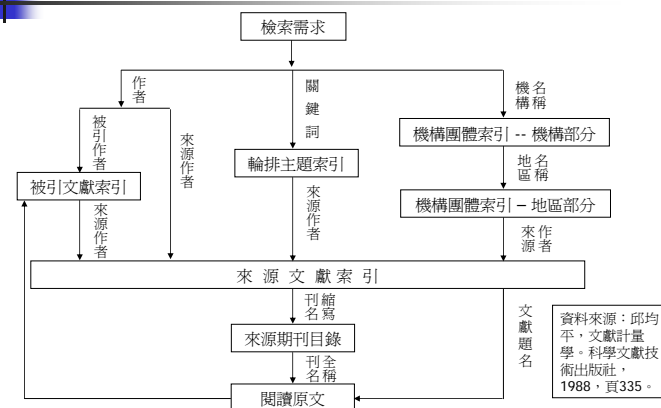 檢索需求
作者
關鍵詞
機構名稱
被引作者
來源作者
機構團體索引 -- 機構部分
輪排主題索引
地區名稱
被引文獻索引
來源作者
來源作者
機構團體索引 – 地區部分
來源作者
來源文獻索引
刊名縮寫
文獻題名
來源期刊目錄
刊名全稱
閱讀原文
資料來源：邱均
平，文獻計量
學。科學文獻技
術出版社，
1988，頁335。